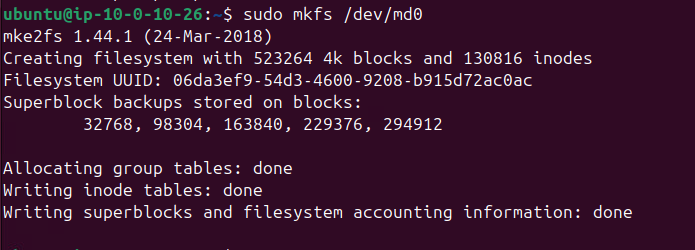 ubuntu@ip-10-0-10-26:~$ sudo mkfs /dev/md0
mke2fs 1.44.1 (24-Mar-2018)
Creating filesystem with 523264 4k blocks and 130816 inodes
Filesystem UUID: 06da3ef9-54d3-4600-9208-b915d72ac0ac
Superblock backups stored on blocks:
        32768, 98304, 163840, 229376, 294912

Allocating group tables: done
Writing inode tables: done
Writing superblocks and filesystem accounting information: done